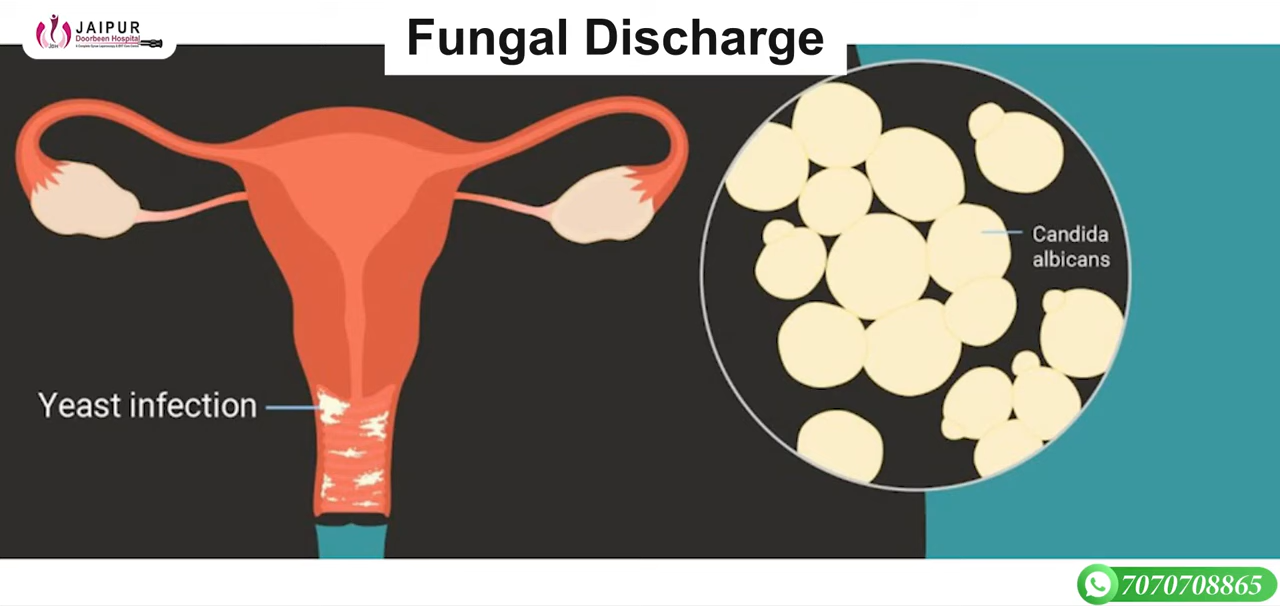 JAIPUR
Doorbeen Hospital
Fungal Discharge
Candida
albicans
Yeast infection
7070708865